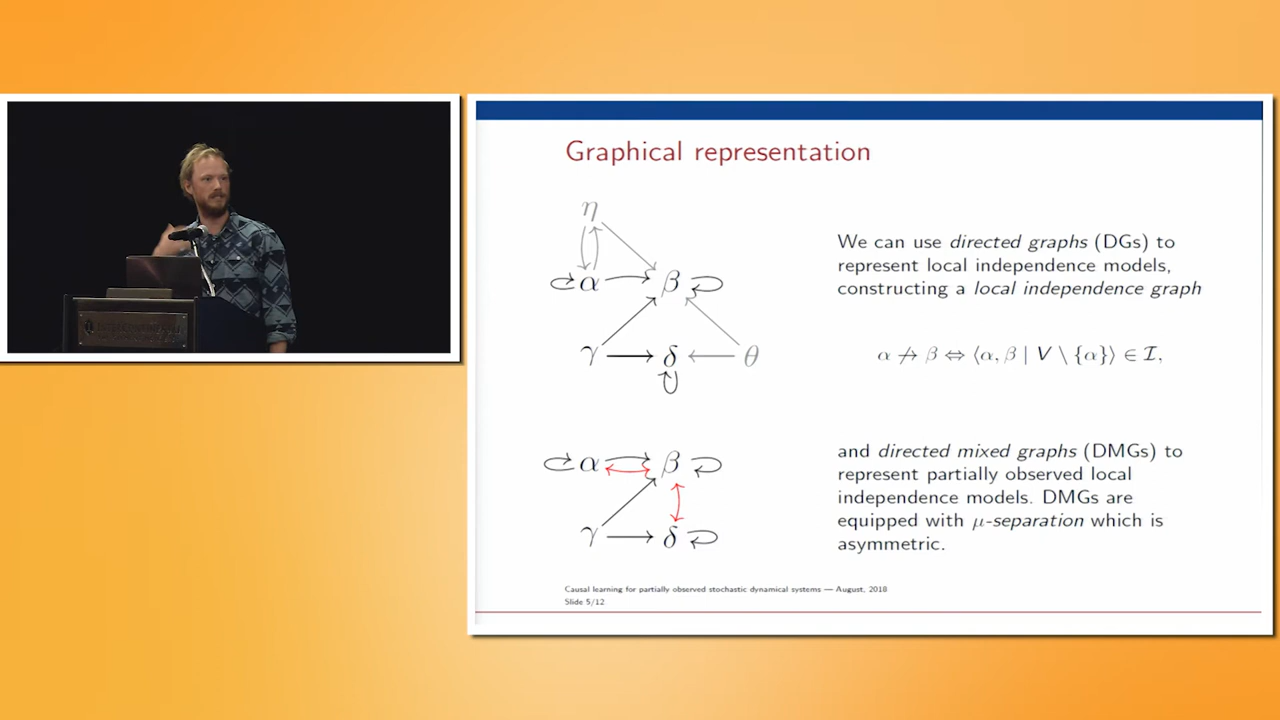 Graphical representation
η
α β
γ δ θ
We can use directed graphs (DGs) to
represent local independence models,
constructing a local independence graph
α ↛ β ⇔ ⟨α, β | V \ {α}⟩ ∈ 𝓘,
α β
γ δ
and directed mixed graphs (DMGs) to
represent partially observed local
independence models. DMGs are
equipped with μ-separation which is
asymmetric.
Causal learning for partially observed stochastic dynamical systems — August, 2018
Slide 5/12